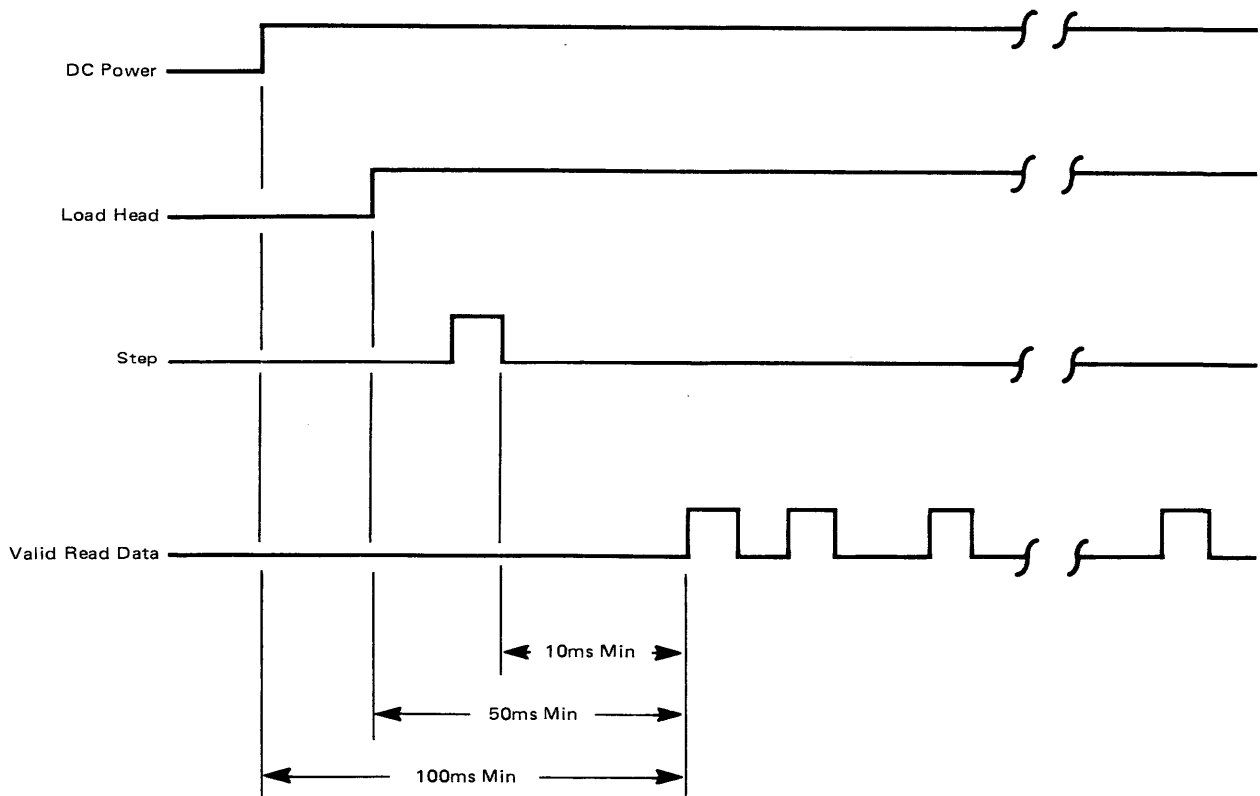 DC Power
Load Head
Step
Valid Read Data
10ms Min
50ms Min
100ms Min